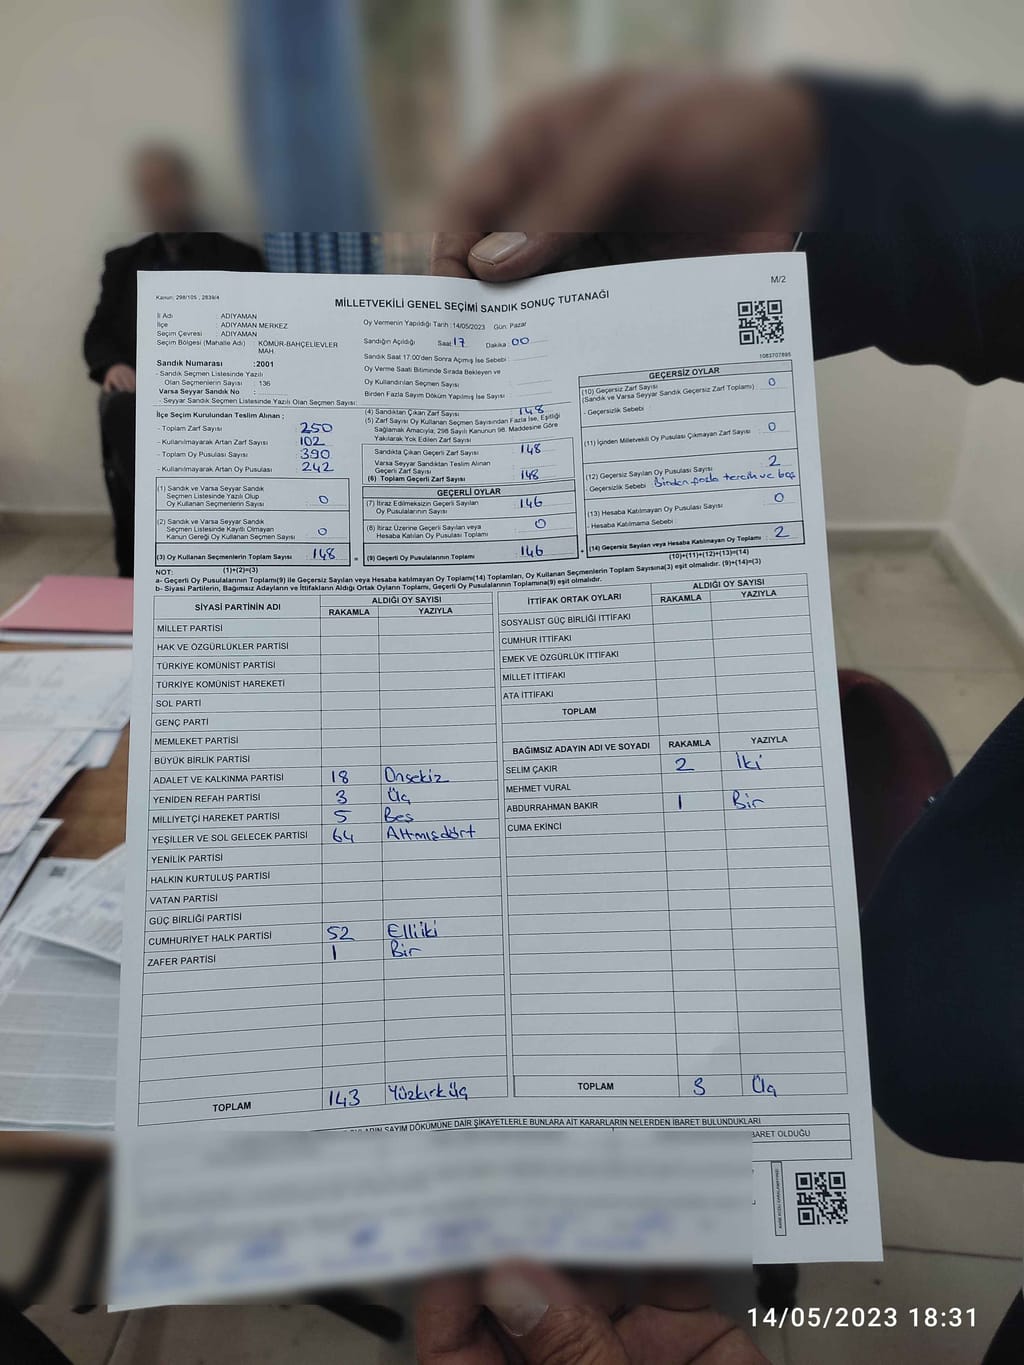 M/2
Kanun: 298/105 , 2839/4
MİLLETVEKİLİ GENEL SEÇİMİ SANDIK SONUÇ TUTANAĞI
İl Adı : ADIYAMAN
İlçe : ADIYAMAN MERKEZ
Seçim Çevresi : ADIYAMAN
Seçim Bölgesi (Mahalle Adı) : KÖMÜR-BAHÇELİEVLER
MAH.
Sandık Numarası : 2001
- Sandık Seçmen Listesinde Yazılı
Olan Seçmenlerin Sayısı : 136
Varsa Seyyar Sandık No :
- Seyyar Sandık Seçmen Listesinde Yazılı Olan Seçmen Sayısı:
Oy Vermenin Yapıldığı Tarih :14/05/2023 Gün: Pazar
Sandığın Açıldığı Saat 17 Dakika 00
Sandık Saat 17:00'den Sonra Açılmış İse Sebebi :
Oy Verme Saati Bitiminde Sırada Bekleyen ve
Oy Kullandırılan Seçmen Sayısı
Birden Fazla Sayım Döküm Yapılmış İse Sayısı :
1083707895
İlçe Seçim Kurulundan Teslim Alınan ;
- Toplam Zarf Sayısı : 250
- Kullanılmayarak Artan Zarf Sayısı : 102
- Toplam Oy Pusulası Sayısı : 390
- Kullanılmayarak Artan Oy Pusulası : 242
(1) Sandık ve Varsa Seyyar Sandık
Seçmen Listesinde Yazılı Olup
Oy Kullanan Seçmenlerin Sayısı : 0
(2) Sandık ve Varsa Seyyar Sandık
Seçmen Listesinde Kayıtlı Olmayan
Kanun Gereği Oy Kullanan Seçmen Sayısı : 0
(3) Oy Kullanan Seçmenlerin Toplam Sayısı : 148
(1)+(2)=(3)
(4) Sandıktan Çıkan Zarf Sayısı : 148
(5) Zarf Sayısı Oy Kullanan Seçmen Sayısından Fazla İse, Eşitliği
Sağlamak Amacıyla; 298 Sayılı Kanunun 98. Maddesine Göre
Yakılarak Yok Edilen Zarf Sayısı :
Sandıkta Çıkan Geçerli Zarf Sayısı : 148
Varsa Seyyar Sandıktan Teslim Alınan
Geçerli Zarf Sayısı :
(6) Toplam Geçerli Zarf Sayısı : 148
GEÇERLİ OYLAR
(7) İtiraz Edilmeksizin Geçerli Sayılan
Oy Pusulalarının Sayısı : 146
(8) İtiraz Üzerine Geçerli Sayılan veya
Hesaba Katılan Oy Pusulası Toplamı : 0
= (9) Geçerli Oy Pusulalarının Toplamı : 146
GEÇERSİZ OYLAR
(10) Geçersiz Zarf Sayısı : 0
(Sandık ve Varsa Seyyar Sandık Geçersiz Zarf Toplamı)
- Geçersizlik Sebebi :
(11) İçinden Milletvekili Oy Pusulası Çıkmayan Zarf Sayısı : 0
(12) Geçersiz Sayılan Oy Pusulası Sayısı : 2
- Geçersizlik Sebebi : Birden fazla tercih ve boş
(13) Hesaba Katılmayan Oy Pusulası Sayısı : 0
- Hesaba Katılmama Sebebi :
+ (14) Geçersiz Sayılan veya Hesaba Katılmayan Oy Toplamı : 2
(10)+(11)+(12)+(13)=(14)
NOT:
a- Geçerli Oy Pusulaları Toplamı(9) ile Geçersiz Sayılan veya Hesaba katılmayan Oy Toplamı(14) Toplamları, Oy Kullanan Seçmenlerin Toplam Sayısına(3) eşit olmalıdır. (9)+(14)=(3)
b- Siyasi Partilerin, Bağımsız Adayların ve İttifakların Aldığı Ortak Oyların Toplamı, Geçerli Oy Pusulalarının Toplamına(9) eşit olmalıdır.
SİYASİ PARTİNİN ADI ALDIĞI OY SAYISI
RAKAMLA YAZIYLA
MİLLET PARTİSİ
HAK VE ÖZGÜRLÜKLER PARTİSİ
TÜRKİYE KOMÜNİST PARTİSİ
TÜRKİYE KOMÜNİST HAREKETİ
SOL PARTİ
GENÇ PARTİ
MEMLEKET PARTİSİ
BÜYÜK BİRLİK PARTİSİ
ADALET VE KALKINMA PARTİSİ 18 Onsekiz
YENİDEN REFAH PARTİSİ 3 Üç
MİLLİYETÇİ HAREKET PARTİSİ 5 Beş
YEŞİLLER VE SOL GELECEK PARTİSİ 64 Altmışdört
YENİLİK PARTİSİ
HALKIN KURTULUŞ PARTİSİ
VATAN PARTİSİ
GÜÇ BİRLİĞİ PARTİSİ
CUMHURİYET HALK PARTİSİ 52 Elliiki
ZAFER PARTİSİ 1 Bir
TOPLAM 143 Yüzkırküç
İTTİFAK ORTAK OYLARI ALDIĞI OY SAYISI
RAKAMLA YAZIYLA
SOSYALİST GÜÇ BİRLİĞİ İTTİFAKI
CUMHUR İTTİFAKI
EMEK VE ÖZGÜRLÜK İTTİFAKI
MİLLET İTTİFAKI
ATA İTTİFAKI
TOPLAM
BAĞIMSIZ ADAYIN ADI VE SOYADI RAKAMLA YAZIYLA
SELİM ÇAKIR 2 İki
MEHMET VURAL
ABDURRAHMAN BAKIR 1 Bir
CUMA EKİNCİ
TOPLAM 3 Üç
SAYIM DÖKÜMÜNE DAİR ŞİKAYETLERLE BUNLARA AİT KARARLARIN NELERDEN İBARET BULUNDUKLARI
BARET OLDUĞU
14/05/2023 18:31